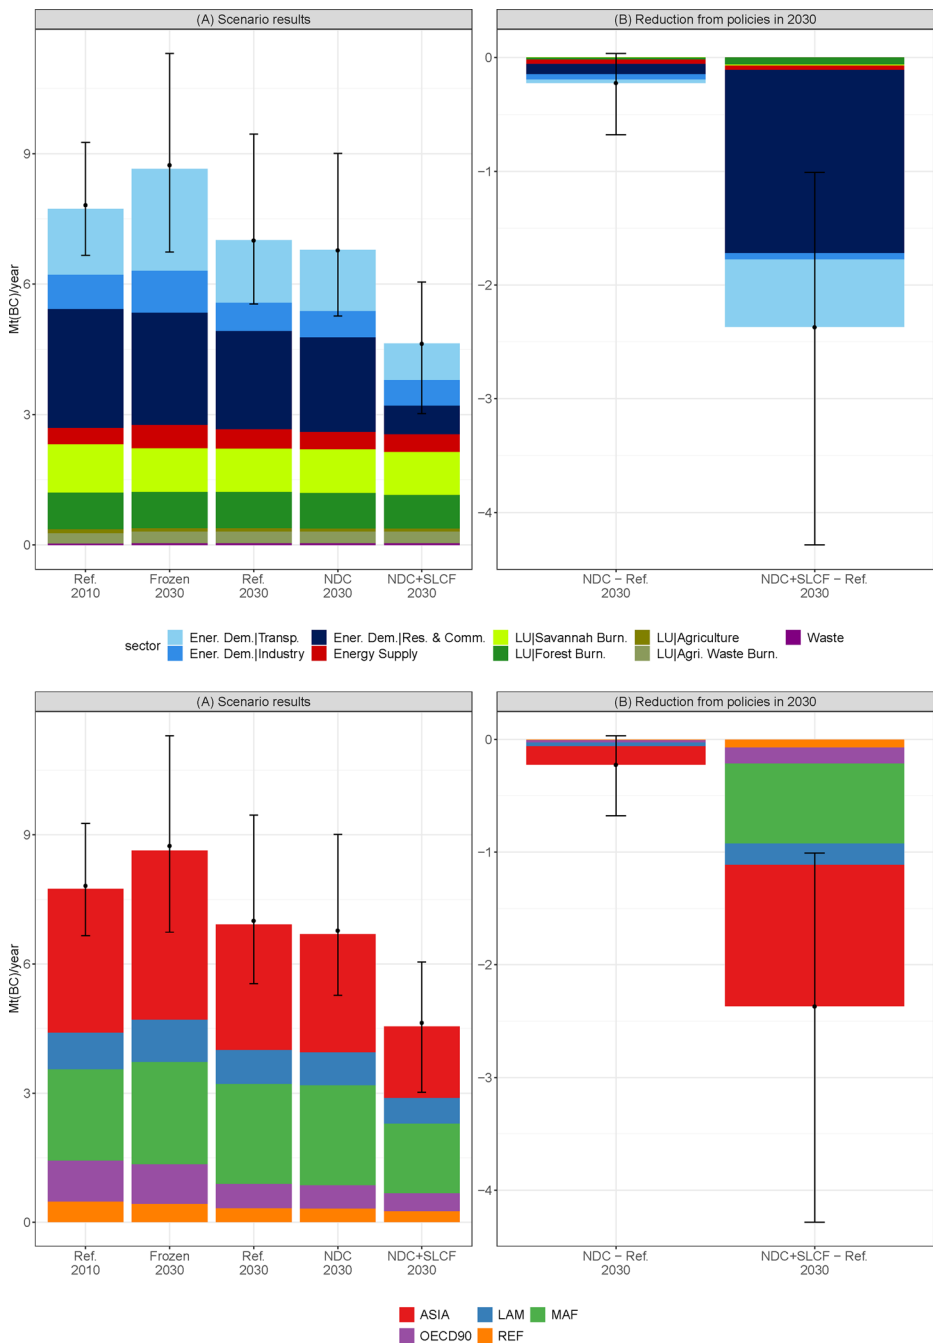 (A) Scenario results
(B) Reduction from policies in 2030
Mt(BC)/year
9
6
3
0
0
−1
−2
−3
−4
Ref.
2010
Frozen
2030
Ref.
2030
NDC
2030
NDC+SLCF
2030
NDC − Ref.
2030
NDC+SLCF − Ref.
2030
sector
Ener. Dem.|Transp.
Ener. Dem.|Res. & Comm.
LU|Savannah Burn.
LU|Agriculture
Waste
Ener. Dem.|Industry
Energy Supply
LU|Forest Burn.
LU|Agri. Waste Burn.
(A) Scenario results
(B) Reduction from policies in 2030
Mt(BC)/year
9
6
3
0
0
−1
−2
−3
−4
Ref.
2010
Frozen
2030
Ref.
2030
NDC
2030
NDC+SLCF
2030
NDC − Ref.
2030
NDC+SLCF − Ref.
2030
ASIA
LAM
MAF
OECD90
REF